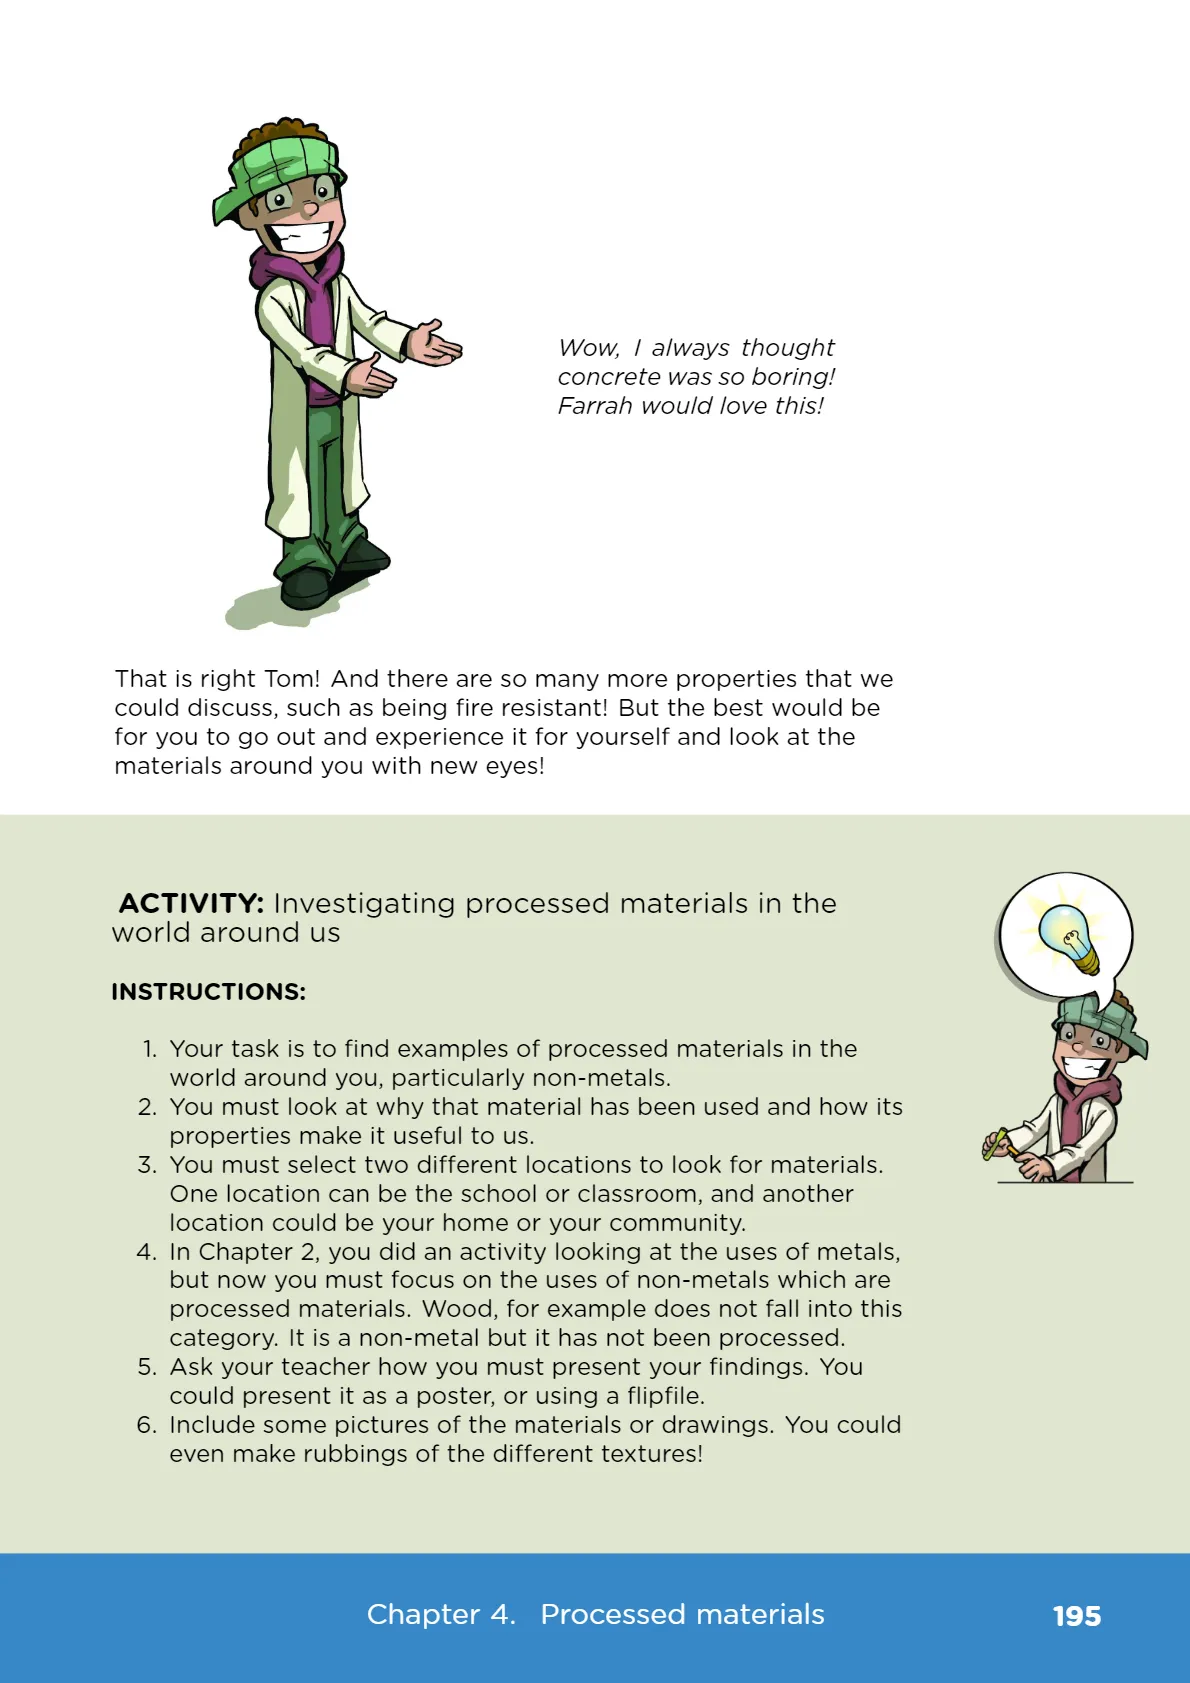 Wow, I always thought
concrete was so boring!
Farrah would love this!
That is right Tom! And there are so many more properties that we
could discuss, such as being fire resistant! But the best would be
for you to go out and experience it for yourself and look at the
materials around you with new eyes!
ACTIVITY: Investigating processed materials in the
world around us
INSTRUCTIONS:
1. Your task is to find examples of processed materials in the
world around you, particularly non-metals.
2. You must look at why that material has been used and how its
properties make it useful to us.
3. You must select two different locations to look for materials.
One location can be the school or classroom, and another
location could be your home or your community.
4. In Chapter 2, you did an activity looking at the uses of metals,
but now you must focus on the uses of non-metals which are
processed materials. Wood, for example does not fall into this
category. It is a non-metal but it has not been processed.
5. Ask your teacher how you must present your findings. You
could present it as a poster, or using a flipfile.
6. Include some pictures of the materials or drawings. You could
even make rubbings of the different textures!
Chapter 4. Processed materials 195